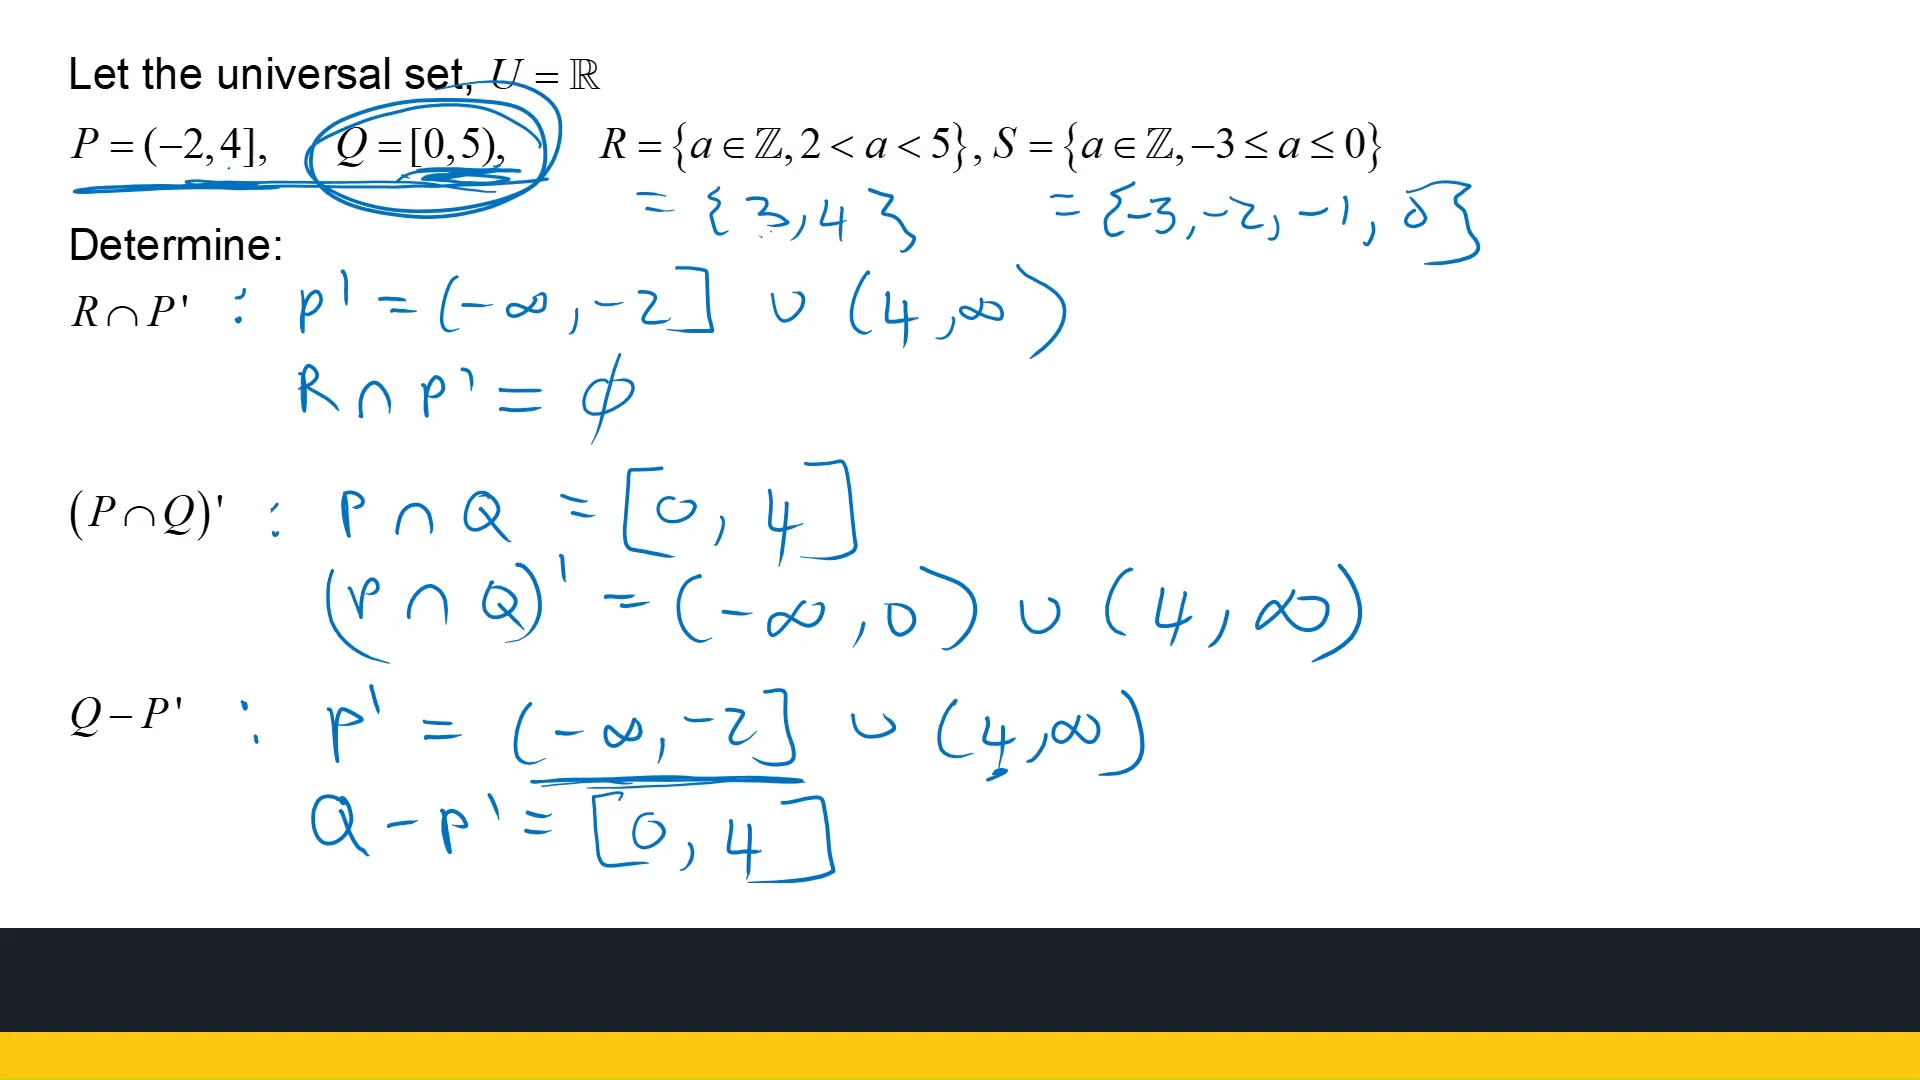 Let the universal set, U = ℝ
P = (−2, 4], Q = [0, 5), R = {a ∈ ℤ, 2 < a < 5}, S = {a ∈ ℤ, −3 ≤ a ≤ 0}
= {3, 4} = {-3, -2, -1, 0}
Determine:
R ∩ P' : P' = (-∞, -2] ∪ (4, ∞)
R ∩ P' = ϕ
(P ∩ Q)' : P ∩ Q = [0, 4]
(P ∩ Q)' = (-∞, 0) ∪ (4, ∞)
Q − P' : P' = (-∞, -2] ∪ (4, ∞)
Q - P' = [0, 4]